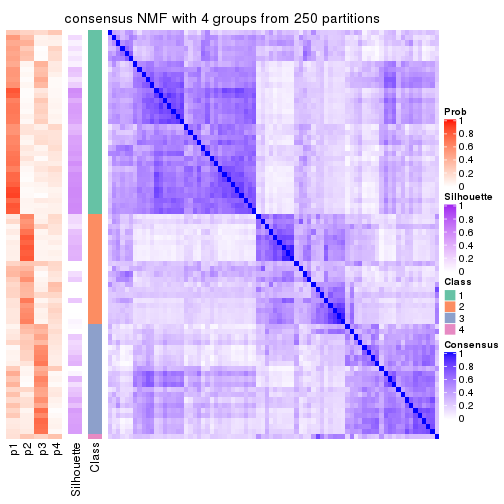 consensus NMF with 4 groups from 250 partitions
Prob
1
0.8
0.6
0.4
0.2
0
Silhouette
1
0.8
0.6
0.4
0.2
0
Class
1
2
3
4
Consensus
1
0.8
0.6
0.4
0.2
0
p1
p2
p3
p4
Silhouette
Class